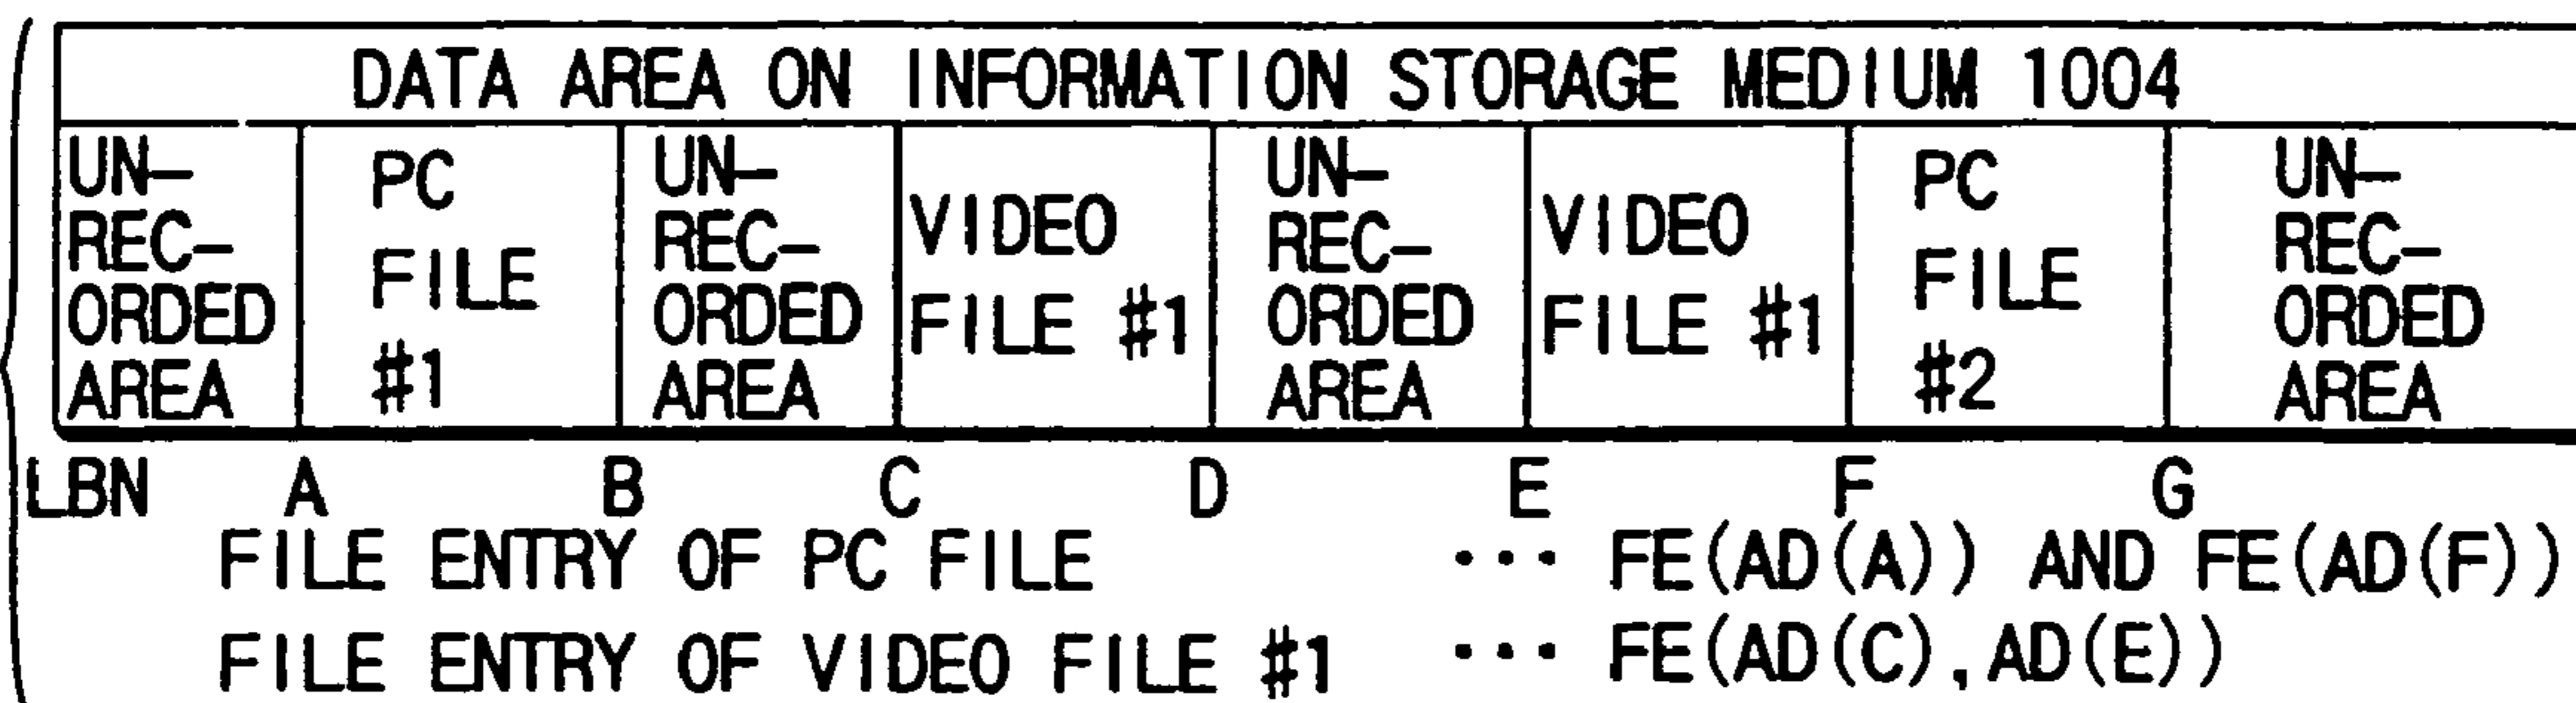 DATA AREA ON INFORMATION STORAGE MEDIUM 1004
UN-
REC-
ORDED
AREA
PC
FILE
#1
UN-
REC-
ORDED
AREA
VIDEO
FILE #1
UN-
REC-
ORDED
AREA
VIDEO
FILE #1
PC
FILE
#2
UN-
REC-
ORDED
AREA
LBN A B C D E F G
FILE ENTRY OF PC FILE ··· FE(AD(A)) AND FE(AD(F))
FILE ENTRY OF VIDEO FILE #1 ··· FE(AD(C),AD(E))